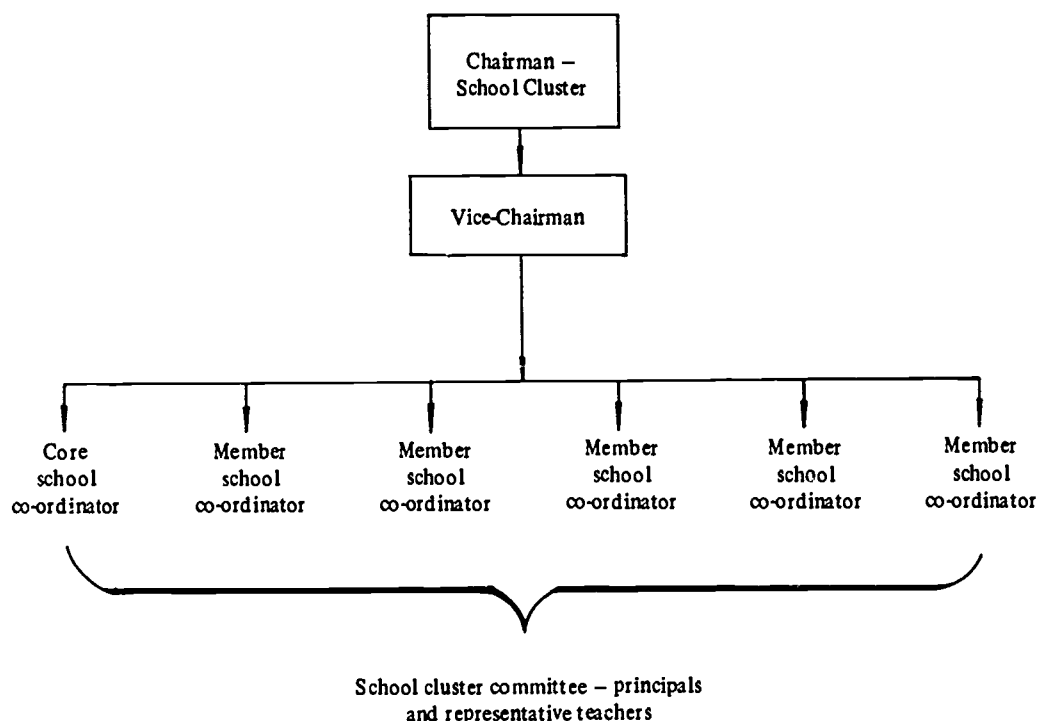 Chairman –
School Cluster
Vice-Chairman
Core
school
co-ordinator
Member
school
co-ordinator
Member
school
co-ordinator
Member
school
co-ordinator
Member
school
co-ordinator
Member
school
co-ordinator
School cluster committee – principals
and representative teachers